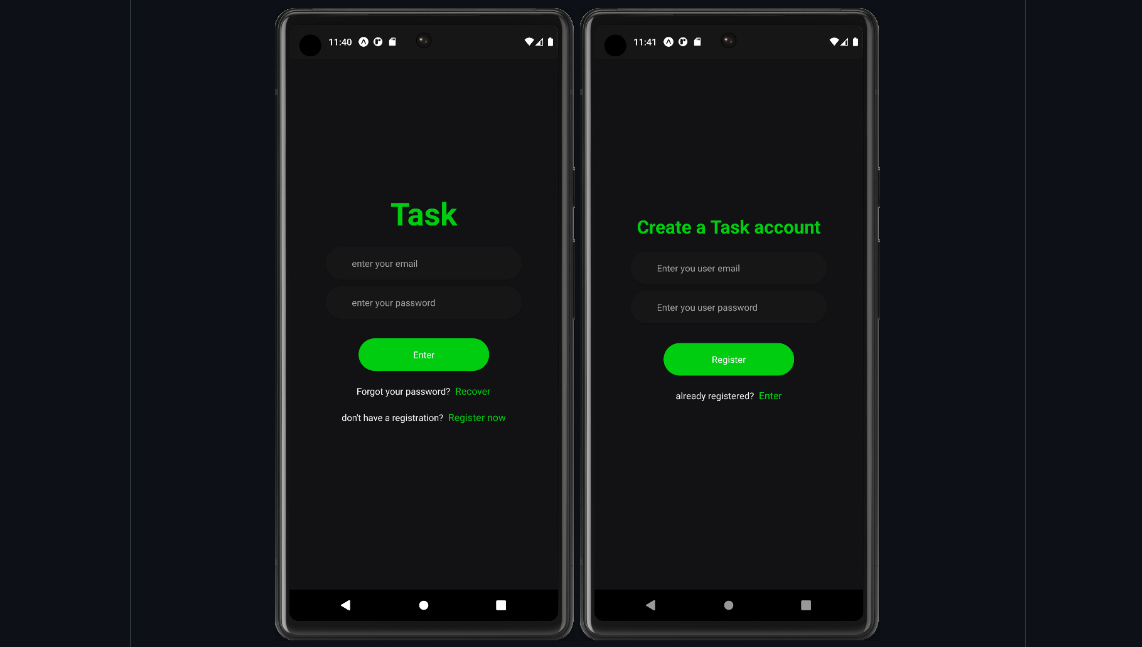 11:40
Task
enter your email
enter your password
Enter
Forgot your password? Recover
don't have a registration? Register now
11:41
Create a Task account
Enter you user email
Enter you user password
Register
already registered? Enter